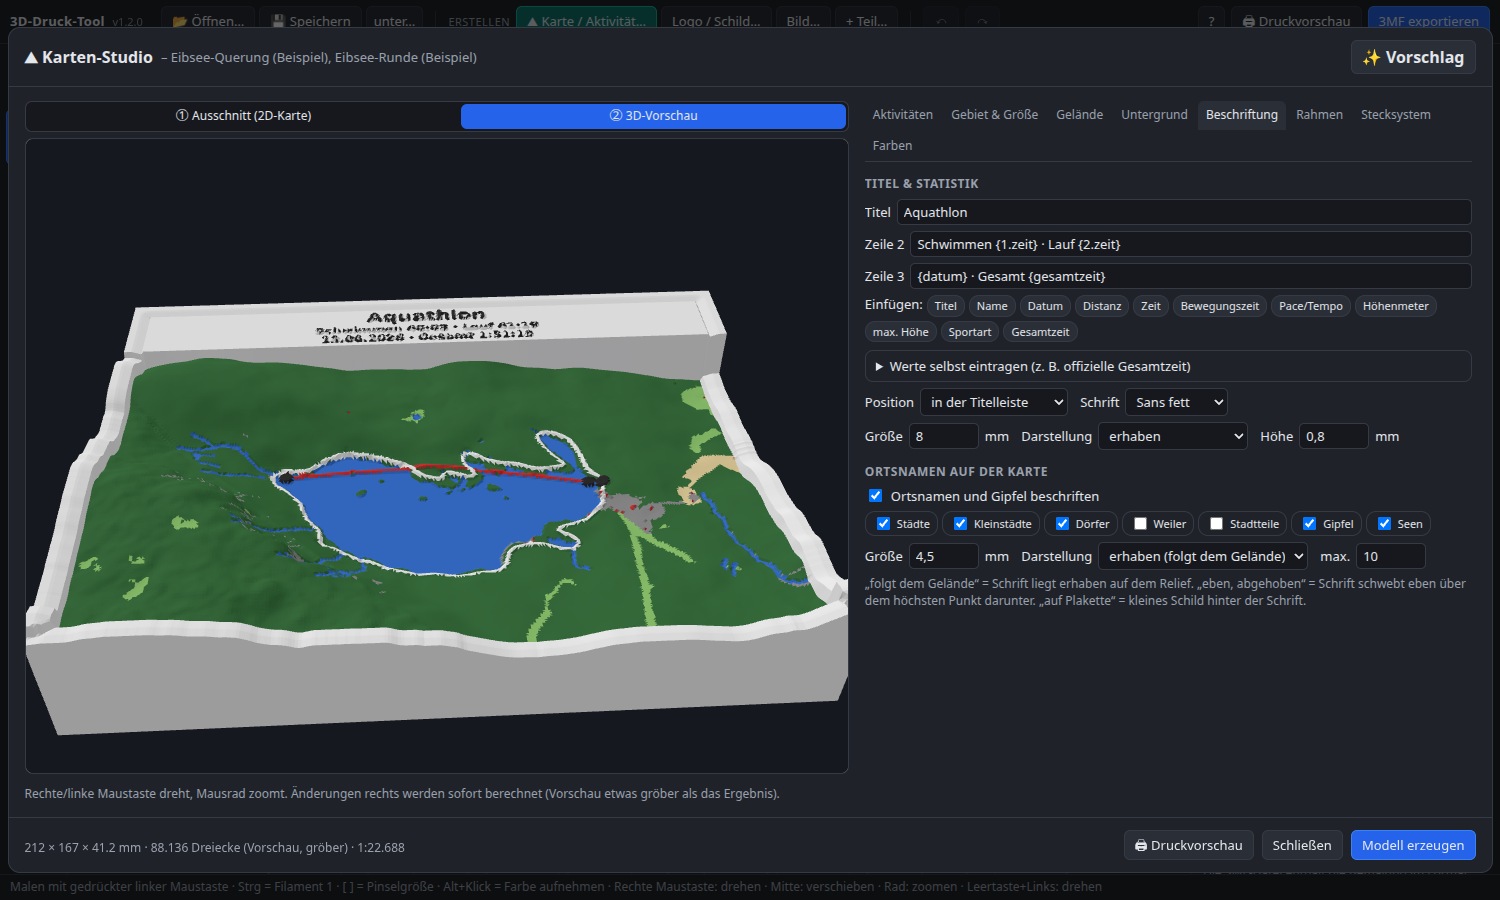 3D-Druck-Tool v1.2.0 📂 Öffnen... 💾 Speichern unter... ERSTELLEN ▲ Karte / Aktivität... Logo / Schild... Bild... + Teil... ? 🖨 Druckvorschau 3MF exportieren
▲ Karten-Studio – Eibsee-Querung (Beispiel), Eibsee-Runde (Beispiel) ✨ Vorschlag
① Ausschnitt (2D-Karte) ② 3D-Vorschau
Aktivitäten Gebiet & Größe Gelände Untergrund Beschriftung Rahmen Stecksystem
Farben
TITEL & STATISTIK
Titel Aquathlon
Zeile 2 Schwimmen {1.zeit} · Lauf {2.zeit}
Zeile 3 {datum} · Gesamt {gesamtzeit}
Einfügen: Titel Name Datum Distanz Zeit Bewegungszeit Pace/Tempo Höhenmeter
max. Höhe Sportart Gesamtzeit
▶ Werte selbst eintragen (z. B. offizielle Gesamtzeit)
Position in der Titelleiste Schrift Sans fett
Größe 8 mm Darstellung erhaben Höhe 0,8 mm
ORTSNAMEN AUF DER KARTE
Ortsnamen und Gipfel beschriften
Städte Kleinstädte Dörfer Weiler Stadtteile Gipfel Seen
Größe 4,5 mm Darstellung erhaben (folgt dem Gelände) max. 10
„folgt dem Gelände“ = Schrift liegt erhaben auf dem Relief. „eben, abgehoben“ = Schrift schwebt eben über
dem höchsten Punkt darunter. „auf Plakette“ = kleines Schild hinter der Schrift.
Aquathlon
Rechte/linke Maustaste dreht, Mausrad zoomt. Änderungen rechts werden sofort berechnet (Vorschau etwas gröber als das Ergebnis).
212 × 167 × 41.2 mm · 88.136 Dreiecke (Vorschau, gröber) · 1:22.688
🖨 Druckvorschau Schließen Modell erzeugen
Malen mit gedrückter linker Maustaste · Strg = Filament 1 · [ ] = Pinselgröße · Alt+Klick = Farbe aufnehmen · Rechte Maustaste: drehen · Mitte: verschieben · Rad: zoomen · Leertaste+Links: drehen